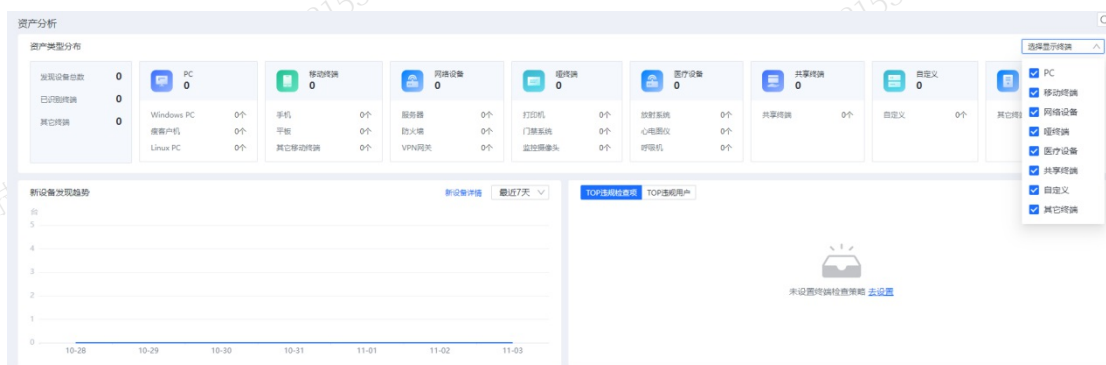 资产分析
资产类型分布
选择显示终端
发现设备总数 0
已识别终端 0
其它终端 0
PC
0
Windows PC 0个
瘦客户机 0个
Linux PC 0个
移动终端
0
手机 0个
平板 0个
其它移动终端 0个
网络设备
0
服务器 0个
防火墙 0个
VPN网关 0个
哑终端
0
打印机 0个
门禁系统 0个
监控摄像头 0个
医疗设备
0
放射系统 0个
心电图仪 0个
呼吸机 0个
共享终端
0
共享终端 0个
自定义
0
自定义 0个
其它终
PC
移动终端
网络设备
哑终端
医疗设备
共享终端
自定义
其它终端
新设备发现趋势
新设备详情 最近7天
5
4
3
2
1
0
10-28 10-29 10-30 10-31 11-01 11-02 11-03
TOP违规检查项 TOP违规用户
未设置终端检查策略 去设置